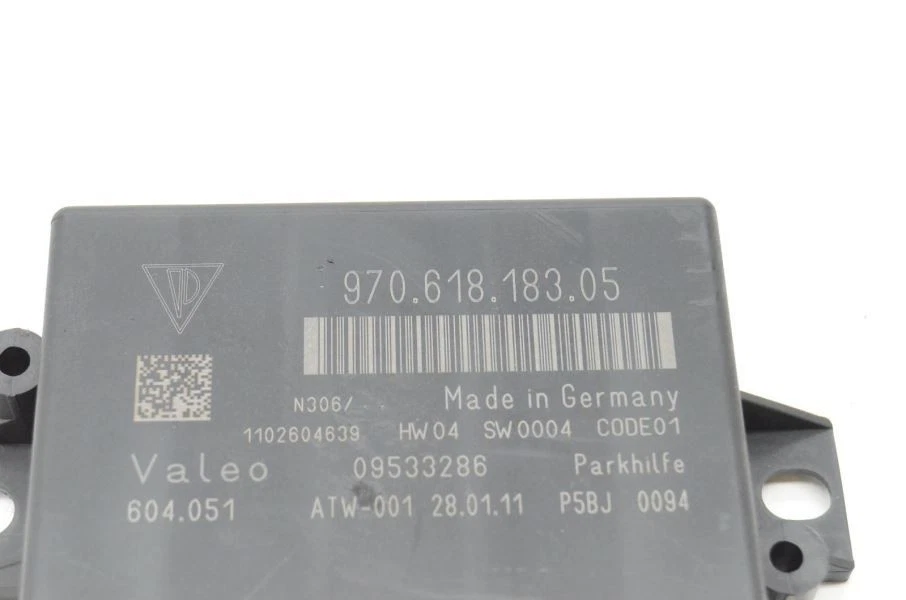 970.618.183.05
N306/
Made in Germany
1102604639 HW04 SW0004 CODE01
Valeo 09533286 Parkhilfe
604.051 ATW-001 28.01.11 P5BJ 0094